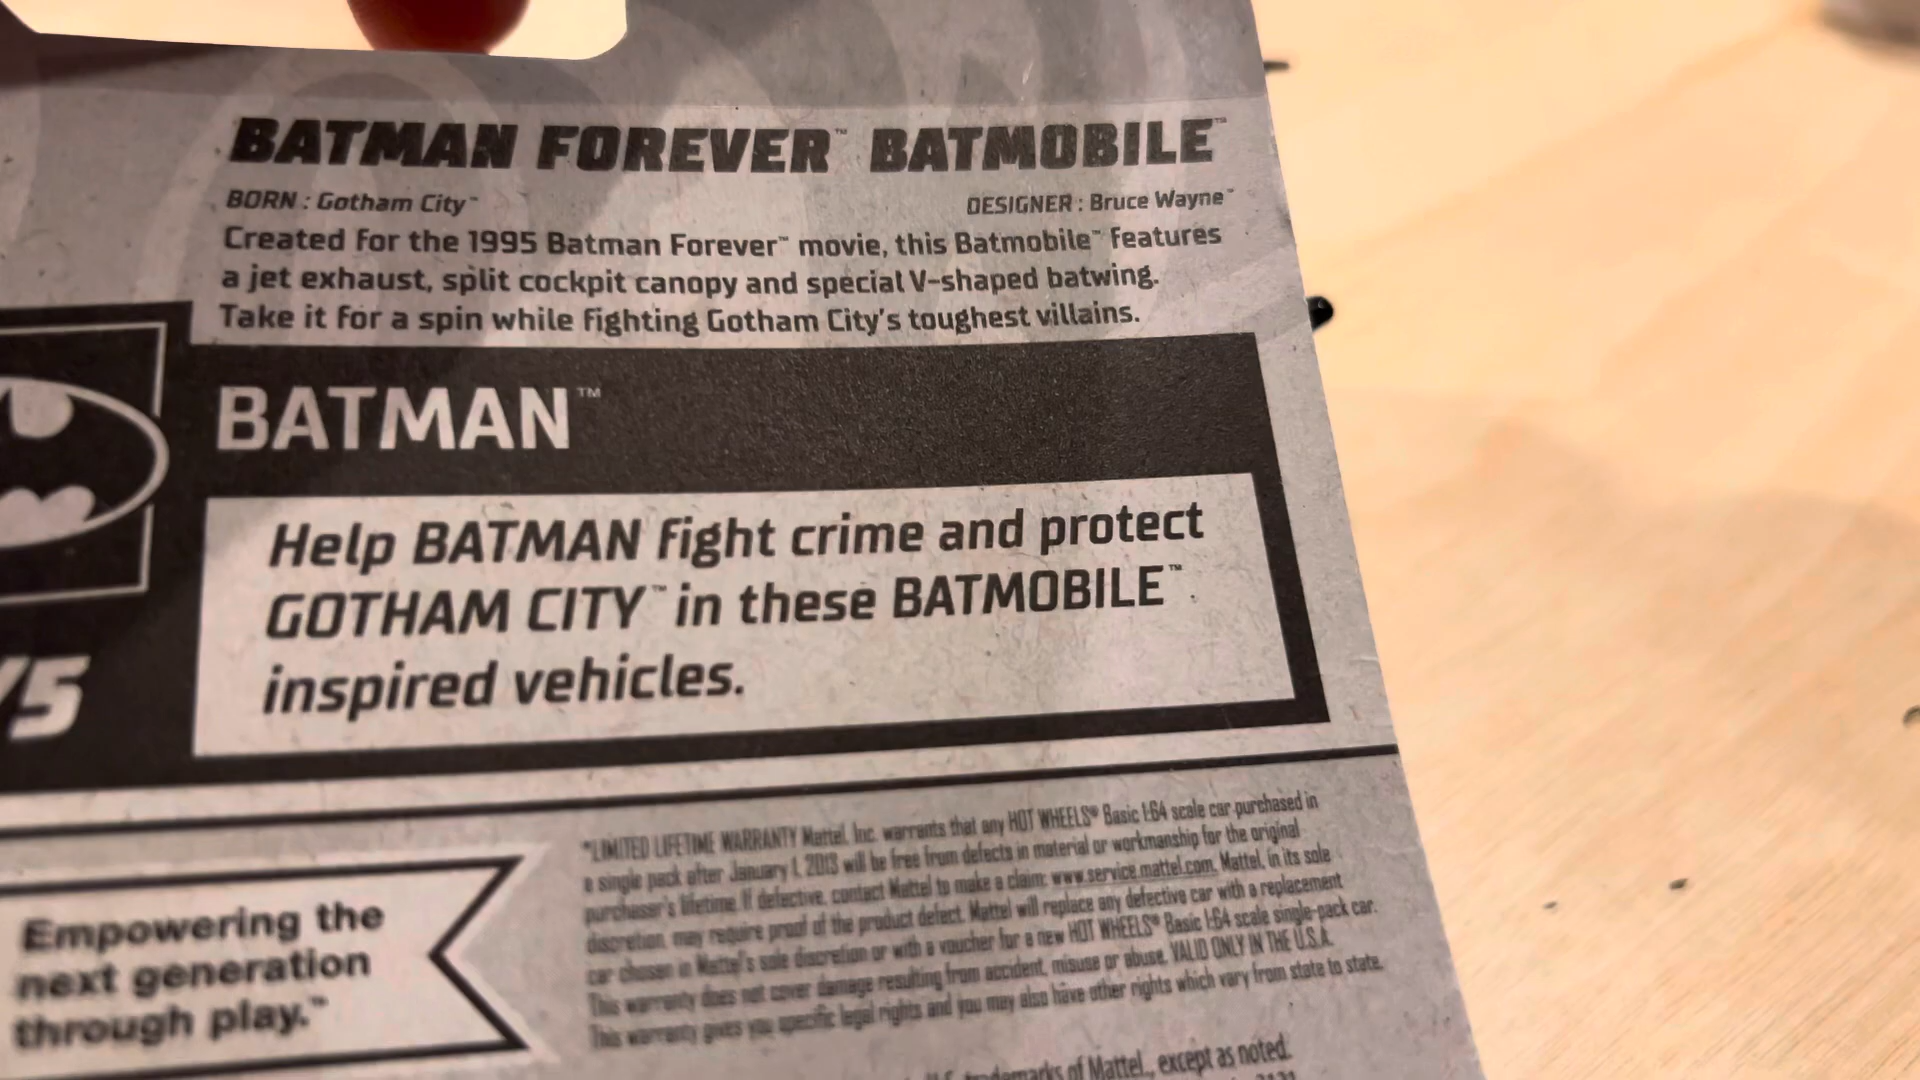 BATMAN FOREVER™ BATMOBILE™
BORN : Gotham City™ DESIGNER : Bruce Wayne™
Created for the 1995 Batman Forever™ movie, this Batmobile™ features
a jet exhaust, split cockpit canopy and special V-shaped batwing.
Take it for a spin while fighting Gotham City's toughest villains.
BATMAN™
Help BATMAN fight crime and protect
GOTHAM CITY™ in these BATMOBILE™
inspired vehicles.
/5
*LIMITED LIFETIME WARRANTY Mattel, Inc. warrants that any HOT WHEELS® Basic 1:64 scale car purchased in
a single pack after January 1, 2013 will be free from defects in material or workmanship for the original
purchaser's lifetime. If defective, contact Mattel to make a claim: www.service.mattel.com. Mattel, in its sole
discretion, may require proof of the product defect. Mattel will replace any defective car with a replacement
car chosen in Mattel's sole discretion or with a voucher for a new HOT WHEELS® Basic 1:64 scale single-pack car.
This warranty does not cover damage resulting from accident, misuse or abuse. VALID ONLY IN THE U.S.A.
This warranty gives you specific legal rights and you may also have other rights which vary from state to state.
Empowering the
next generation
through play.™
trademarks of Mattel, except as noted.